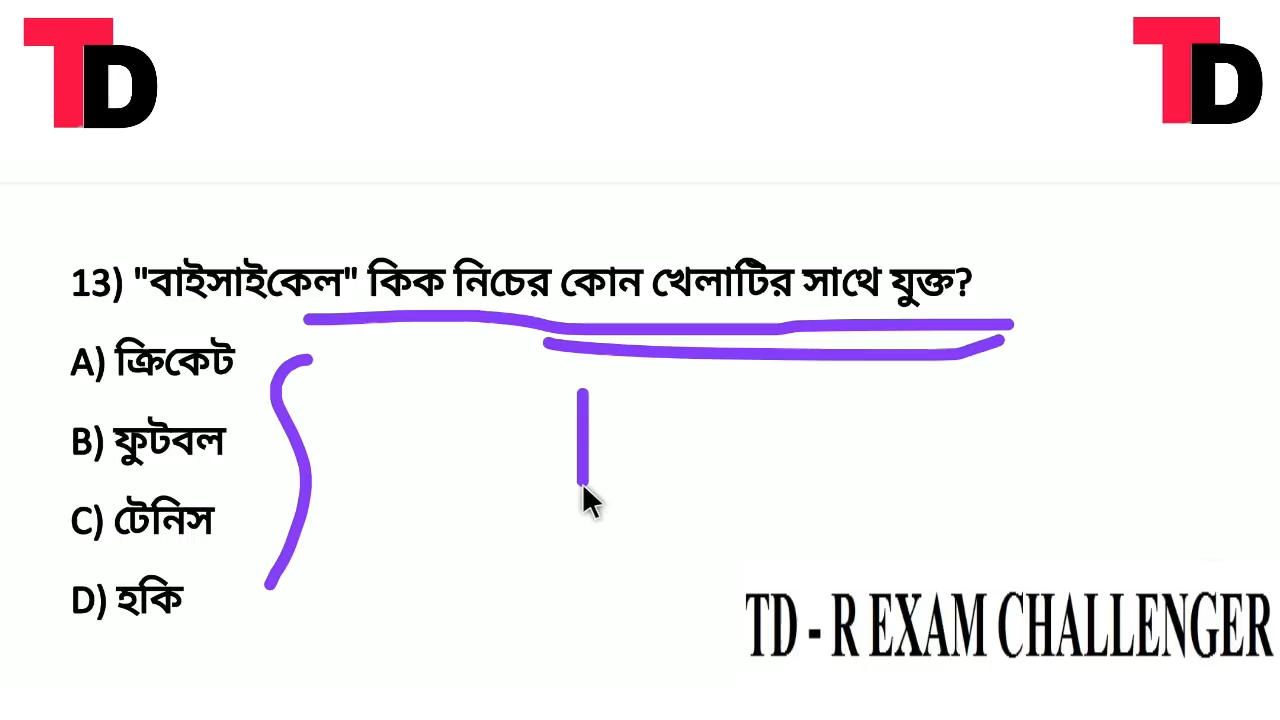 TD
TD
13) "বাইসাইকেল" কিক নিচের কোন খেলাটির সাথে যুক্ত?
A) ক্রিকেট
B) ফুটবল
C) টেনিস
D) হকি
TD - R EXAM CHALLENGER